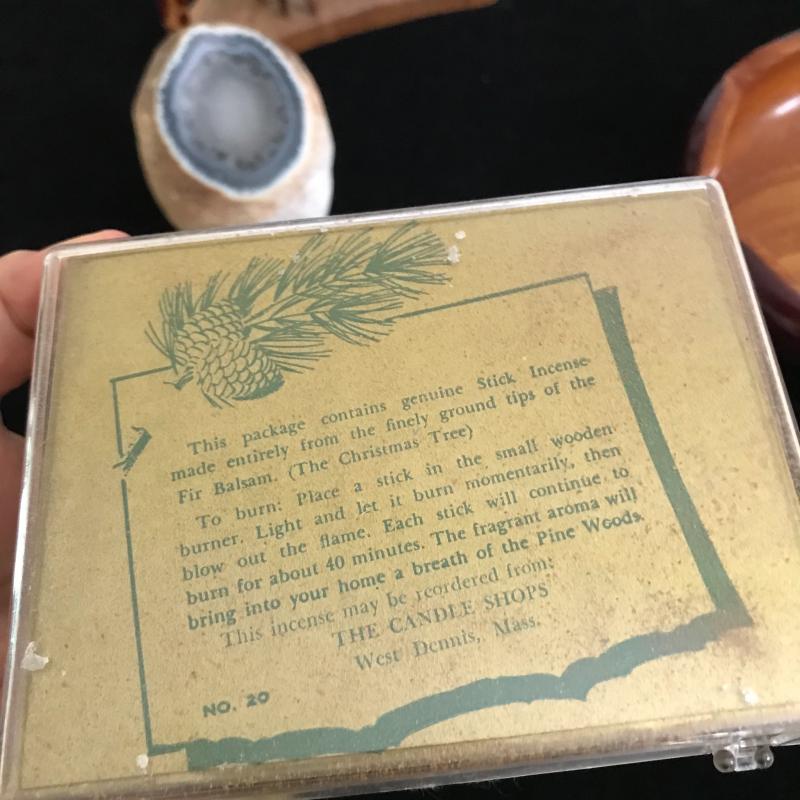 This package contains genuine Stick Incense
made entirely from the finely ground tips of the
Fir Balsam. (The Christmas Tree)
To burn: Place a stick in the small wooden
burner. Light and let it burn momentarily, then
blow out the flame. Each stick will continue to
burn for about 40 minutes. The fragrant aroma will
bring into your home a breath of the Pine Woods.
This incense may be reordered from:
THE CANDLE SHOPS
West Dennis, Mass.
NO. 20